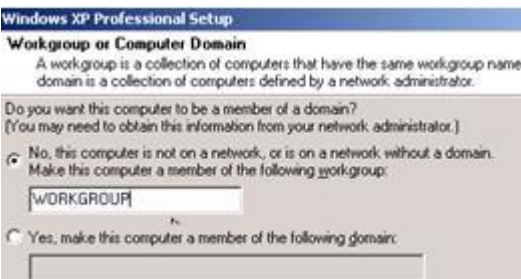 Windows XP Professional Setup
Workgroup or Computer Domain
A workgroup is a collection of computers that have the same workgroup name
domain is a collection of computers defined by a network administrator.
Do you want this computer to be a member of a domain?
(You may need to obtain this information from your network administrator.)
No, this computer is not on a network, or is on a network without a domain.
Make this computer a member of the following workgroup:
WORKGROUP
Yes, make this computer a member of the following domain: